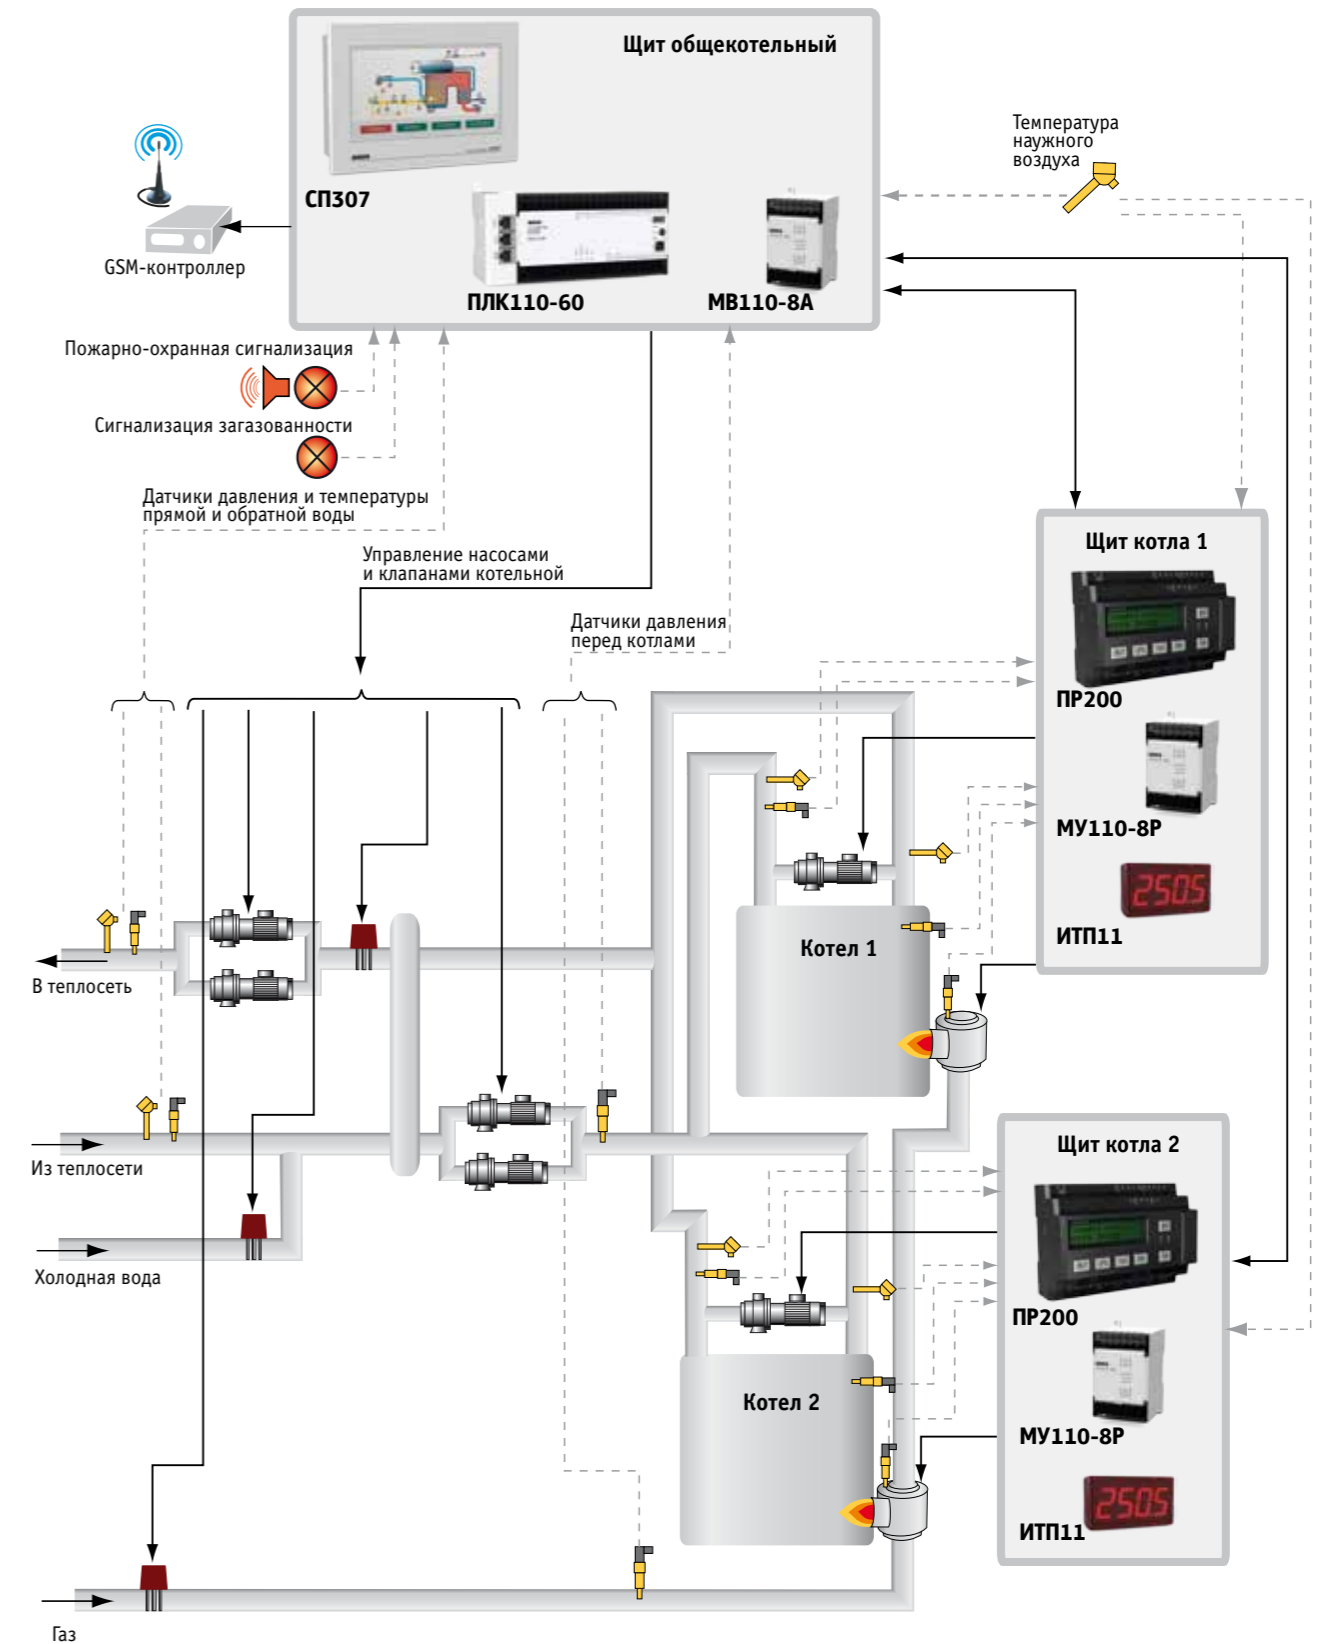 Щит общекотельный
Температура
наужного
воздуха
СП307
GSM-контроллер
ПЛК110-60
МВ110-8А
Пожарно-охранная сигнализация
Сигнализация загазованности
Датчики давления и температуры
прямой и обратной воды
Управление насосами
и клапанами котельной
Датчики давления
перед котлами
Щит котла 1
ПР200
МУ110-8Р
2505
ИТП11
Котел 1
В теплосеть
Из теплосети
Холодная вода
Щит котла 2
ПР200
МУ110-8Р
2505
ИТП11
Котел 2
Газ